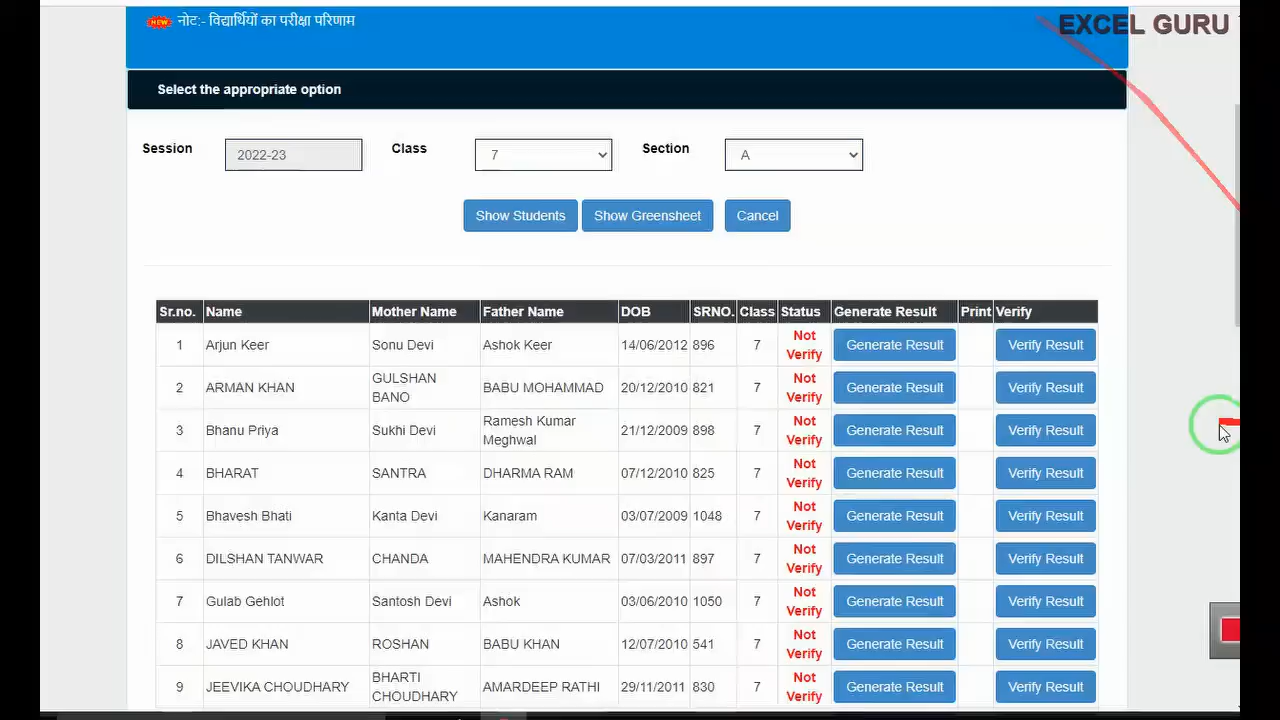 NEW नोट:- विद्यार्थियों का परीक्षा परिणाम
EXCEL GURU
Select the appropriate option
Session 2022-23 Class 7 Section A
Show Students Show Greensheet Cancel
Sr.no. Name Mother Name Father Name DOB SRNO. Class Status Generate Result Print Verify
1 Arjun Keer Sonu Devi Ashok Keer 14/06/2012 896 7 Not Verify Generate Result Verify Result
2 ARMAN KHAN GULSHAN BANO BABU MOHAMMAD 20/12/2010 821 7 Not Verify Generate Result Verify Result
3 Bhanu Priya Sukhi Devi Ramesh Kumar Meghwal 21/12/2009 898 7 Not Verify Generate Result Verify Result
4 BHARAT SANTRA DHARMA RAM 07/12/2010 825 7 Not Verify Generate Result Verify Result
5 Bhavesh Bhati Kanta Devi Kanaram 03/07/2009 1048 7 Not Verify Generate Result Verify Result
6 DILSHAN TANWAR CHANDA MAHENDRA KUMAR 07/03/2011 897 7 Not Verify Generate Result Verify Result
7 Gulab Gehlot Santosh Devi Ashok 03/06/2010 1050 7 Not Verify Generate Result Verify Result
8 JAVED KHAN ROSHAN BABU KHAN 12/07/2010 541 7 Not Verify Generate Result Verify Result
9 JEEVIKA CHOUDHARY BHARTI CHOUDHARY AMARDEEP RATHI 29/11/2011 830 7 Not Verify Generate Result Verify Result